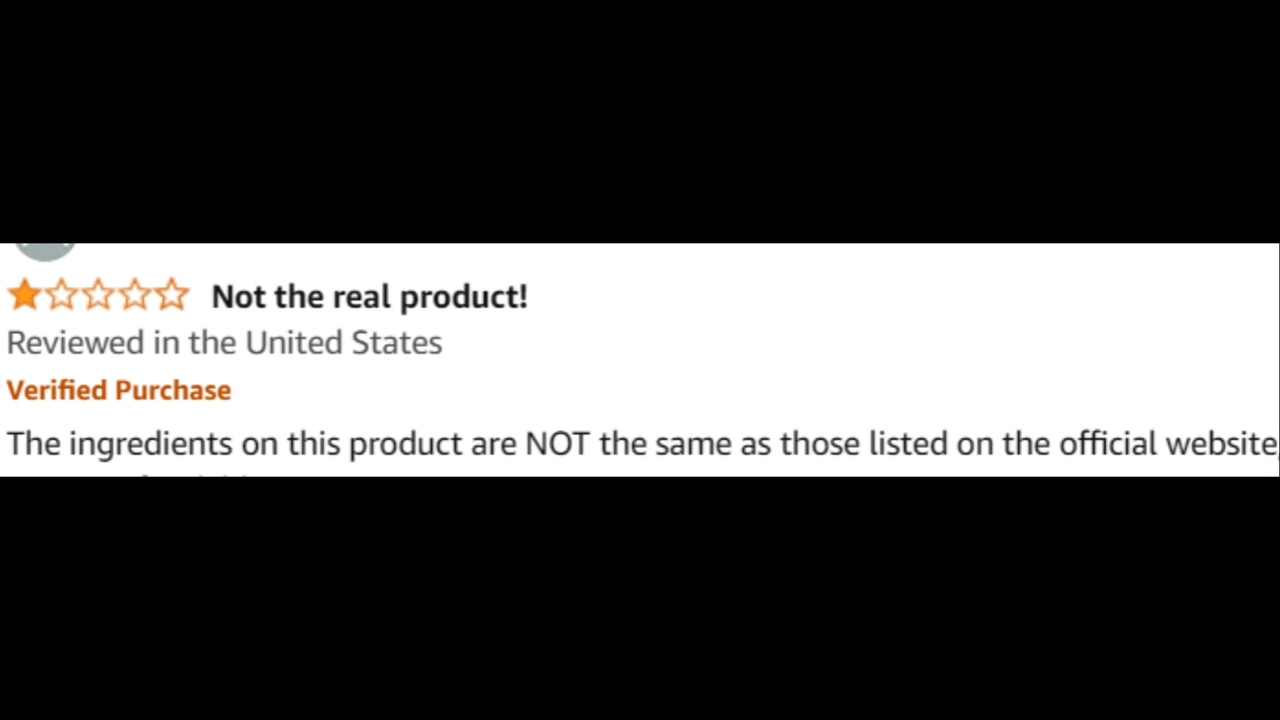 Not the real product!
Reviewed in the United States
Verified Purchase
The ingredients on this product are NOT the same as those listed on the official website,